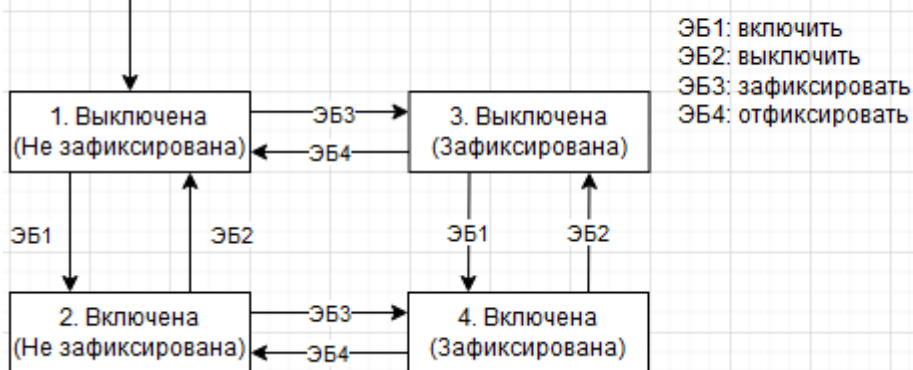 ЭБ1: включить
ЭБ2: выключить
ЭБ3: зафиксировать
ЭБ4: отфиксировать
1. Выключена
(Не зафиксирована)
ЭБ3
ЭБ4
3. Выключена
(Зафиксирована)
ЭБ1
ЭБ2
ЭБ1
ЭБ2
2. Включена
(Не зафиксирована)
ЭБ3
ЭБ4
4. Включена
(Зафиксирована)